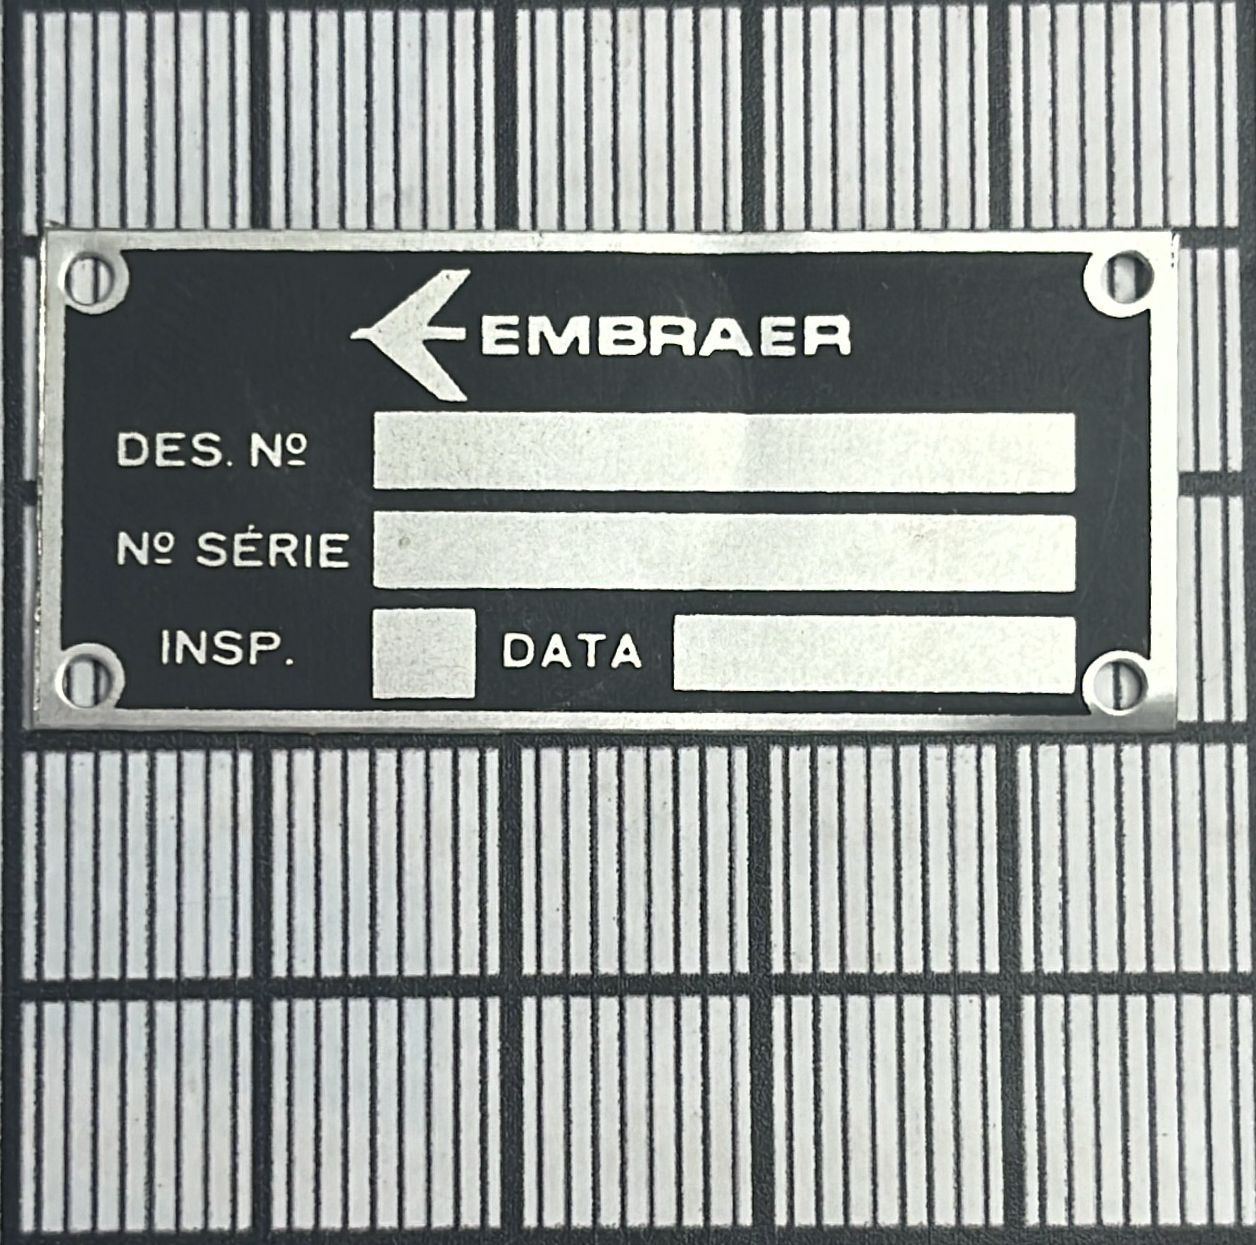 EMBRAER
DES. Nº
Nº SÉRIE
INSP. DATA